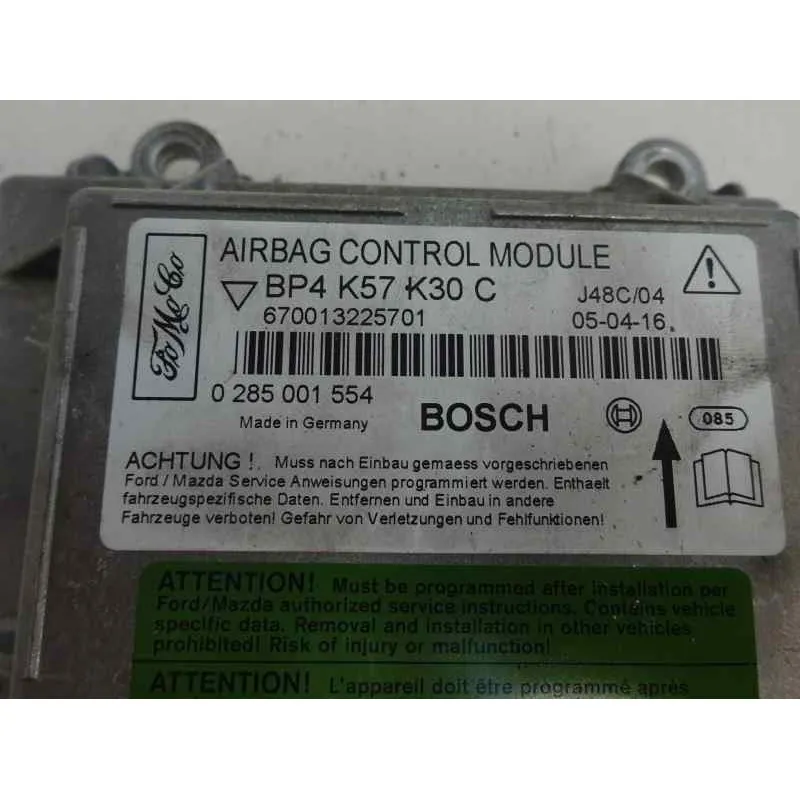 FoMoCo
AIRBAG CONTROL MODULE
BP4 K57 K30 C
J48C/04
670013225701
05-04-16
0 285 001 554
Made in Germany
BOSCH
085
ACHTUNG! Muss nach Einbau gemaess vorgeschriebenen
Ford / Mazda Service Anweisungen programmiert werden. Enthaelt
fahrzeugspezifische Daten. Entfernen und Einbau in andere
Fahrzeuge verboten! Gefahr von Verletzungen und Fehlfunktionen!
ATTENTION! Must be programmed after installation per
Ford/Mazda authorized service instructions. Contains vehicle
specific data. Removal and installation in other vehicles
prohibited! Risk of injury or malfunction!
ATTENTION! L'appareil doit être programmé après